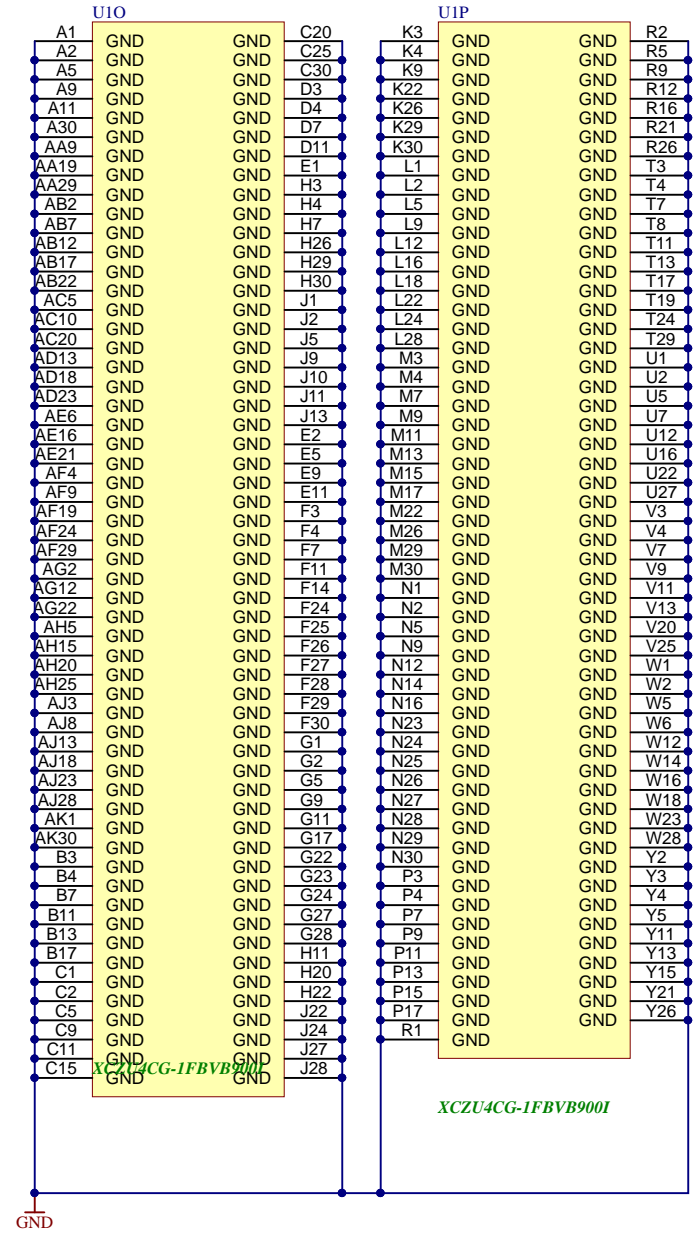 U1O U1P
A1 GND GND C20 K3 GND GND R2
A2 GND GND C25 K4 GND GND R5
A5 GND GND C30 K9 GND GND R9
A9 GND GND D3 K22 GND GND R12
A11 GND GND D4 K26 GND GND R16
A30 GND GND D7 K29 GND GND R21
AA9 GND GND D11 K30 GND GND R26
AA19 GND GND E1 L1 GND GND T3
AA29 GND GND H3 L2 GND GND T4
AB2 GND GND H4 L5 GND GND T7
AB7 GND GND H7 L9 GND GND T8
AB12 GND GND H26 L12 GND GND T11
AB17 GND GND H29 L16 GND GND T13
AB22 GND GND H30 L18 GND GND T17
AC5 GND GND J1 L22 GND GND T19
AC10 GND GND J2 L24 GND GND T24
AC20 GND GND J5 L28 GND GND T29
AD13 GND GND J9 M3 GND GND U1
AD18 GND GND J10 M4 GND GND U2
AD23 GND GND J11 M7 GND GND U5
AE6 GND GND J13 M9 GND GND U7
AE16 GND GND E2 M11 GND GND U12
AE21 GND GND E5 M13 GND GND U16
AF4 GND GND E9 M15 GND GND U22
AF9 GND GND E11 M17 GND GND U27
AF19 GND GND F3 M22 GND GND V3
AF24 GND GND F4 M26 GND GND V4
AF29 GND GND F7 M29 GND GND V7
AG2 GND GND F11 M30 GND GND V9
AG12 GND GND F14 N1 GND GND V11
AG22 GND GND F24 N2 GND GND V13
AH5 GND GND F25 N5 GND GND V20
AH15 GND GND F26 N9 GND GND V25
AH20 GND GND F27 N12 GND GND W1
AH25 GND GND F28 N14 GND GND W2
AJ3 GND GND F29 N16 GND GND W5
AJ8 GND GND F30 N23 GND GND W6
AJ13 GND GND G1 N24 GND GND W12
AJ18 GND GND G2 N25 GND GND W14
AJ23 GND GND G5 N26 GND GND W16
AJ28 GND GND G9 N27 GND GND W18
AK1 GND GND G11 N28 GND GND W23
AK30 GND GND G17 N29 GND GND W28
B3 GND GND G22 N30 GND GND Y2
B4 GND GND G23 P3 GND GND Y3
B7 GND GND G24 P4 GND GND Y4
B11 GND GND G27 P7 GND GND Y5
B13 GND GND G28 P9 GND GND Y11
B17 GND GND H11 P11 GND GND Y13
C1 GND GND H20 P13 GND GND Y15
C2 GND GND H22 P15 GND GND Y21
C5 GND GND J22 P17 GND GND Y26
C9 GND GND J24 R1 GND
C11 GND GND J27
XCZU4CG-1FBVB900I
C15 GND GND J28
XCZU4CG-1FBVB900I
GND